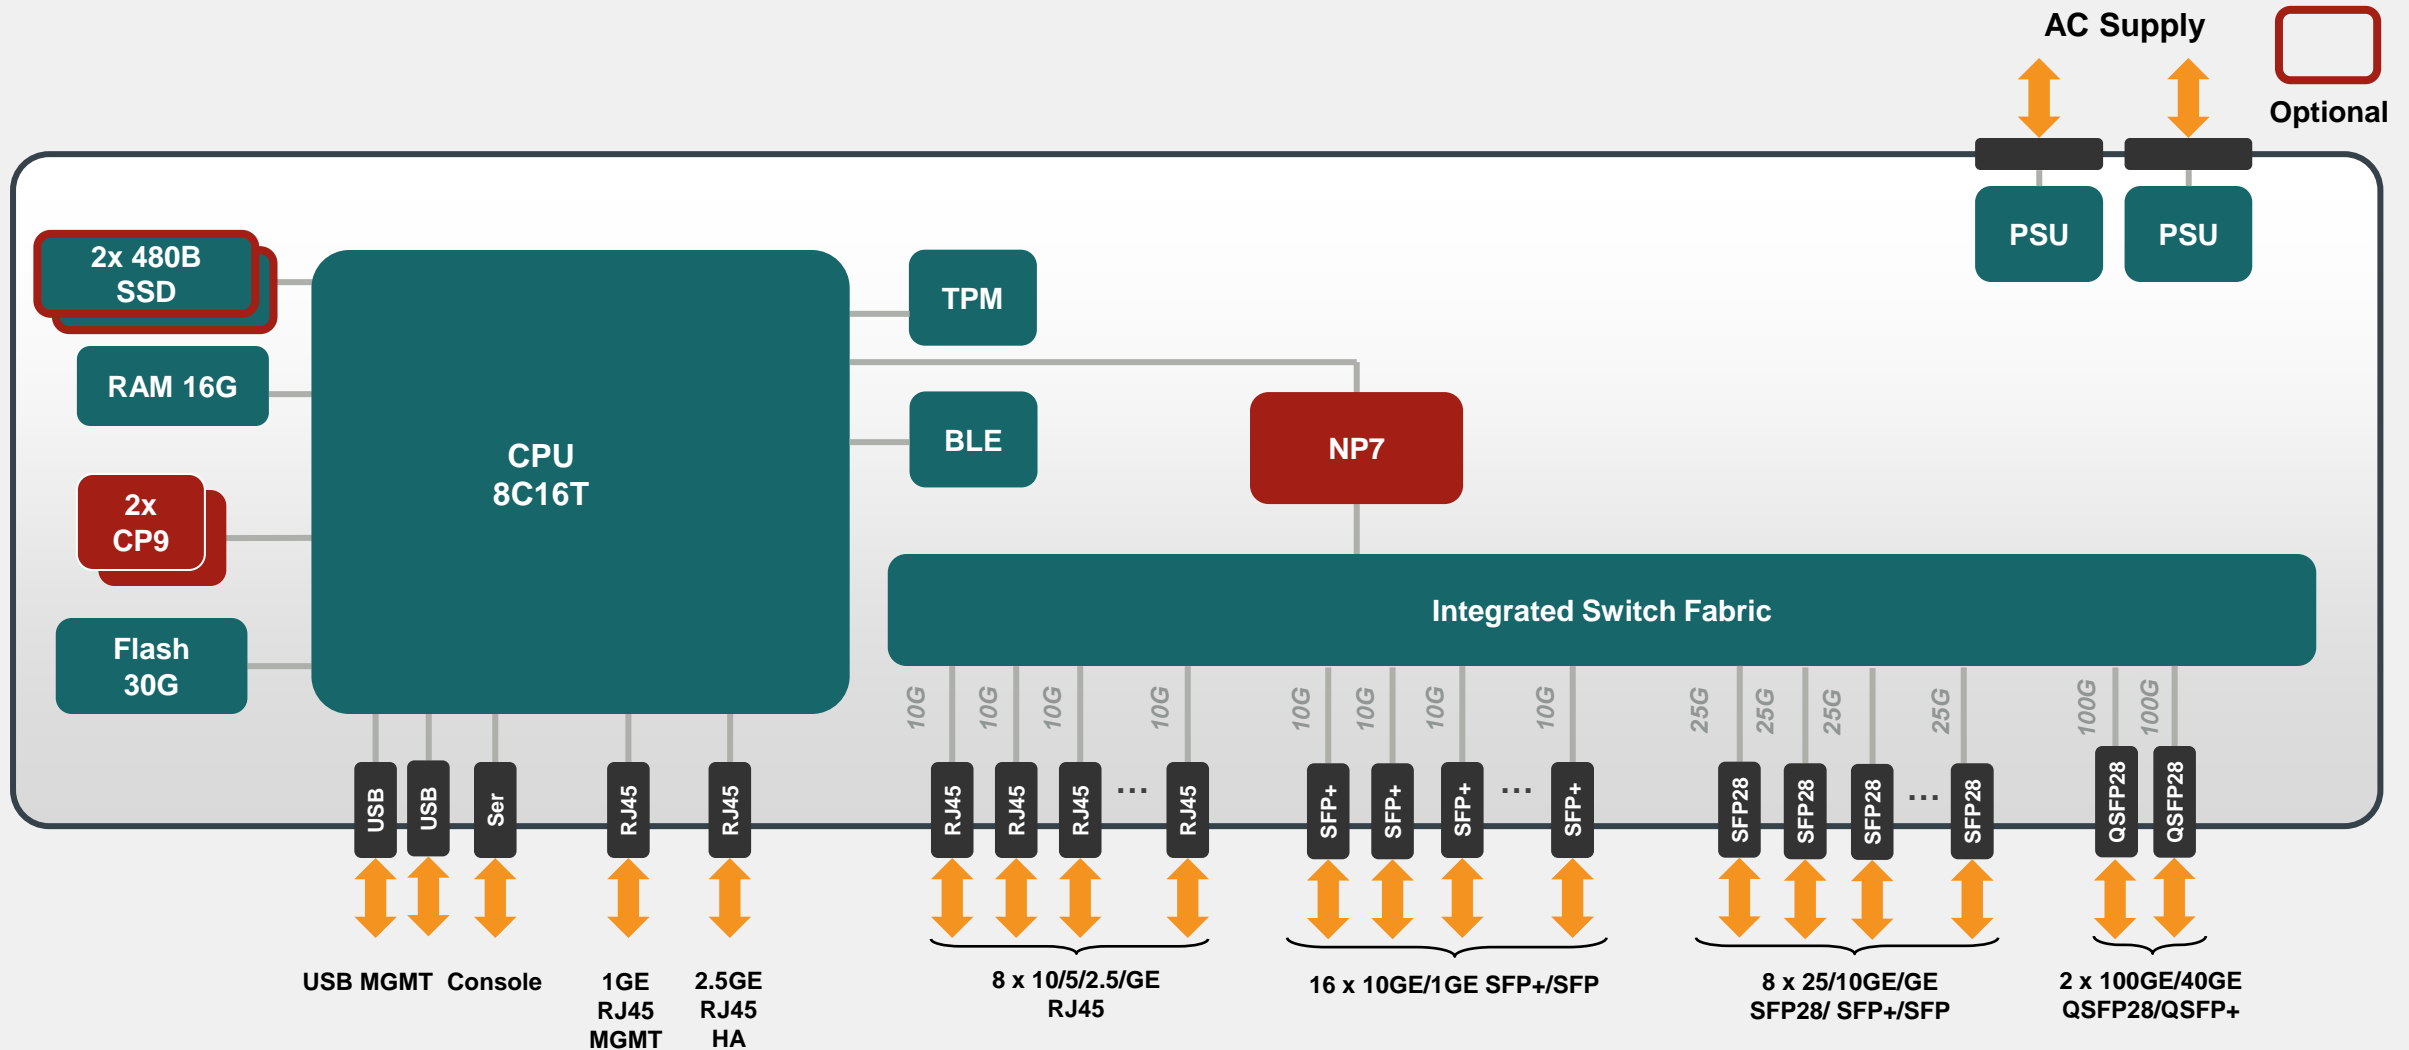 AC Supply
Optional
PSU
PSU
2x 480B
SSD
RAM 16G
2x
CP9
Flash
30G
CPU
8C16T
TPM
BLE
NP7
Integrated Switch Fabric
10G
10G
10G
10G
10G
10G
10G
10G
25G
25G
25G
25G
100G
100G
USB
USB
Ser
RJ45
RJ45
RJ45
RJ45
RJ45
...
RJ45
SFP+
SFP+
SFP+
...
SFP+
SFP28
SFP28
SFP28
...
SFP28
QSFP28
QSFP28
USB MGMT
Console
1GE
RJ45
MGMT
2.5GE
RJ45
HA
8 x 10/5/2.5/GE
RJ45
16 x 10GE/1GE SFP+/SFP
8 x 25/10GE/GE
SFP28/ SFP+/SFP
2 x 100GE/40GE
QSFP28/QSFP+